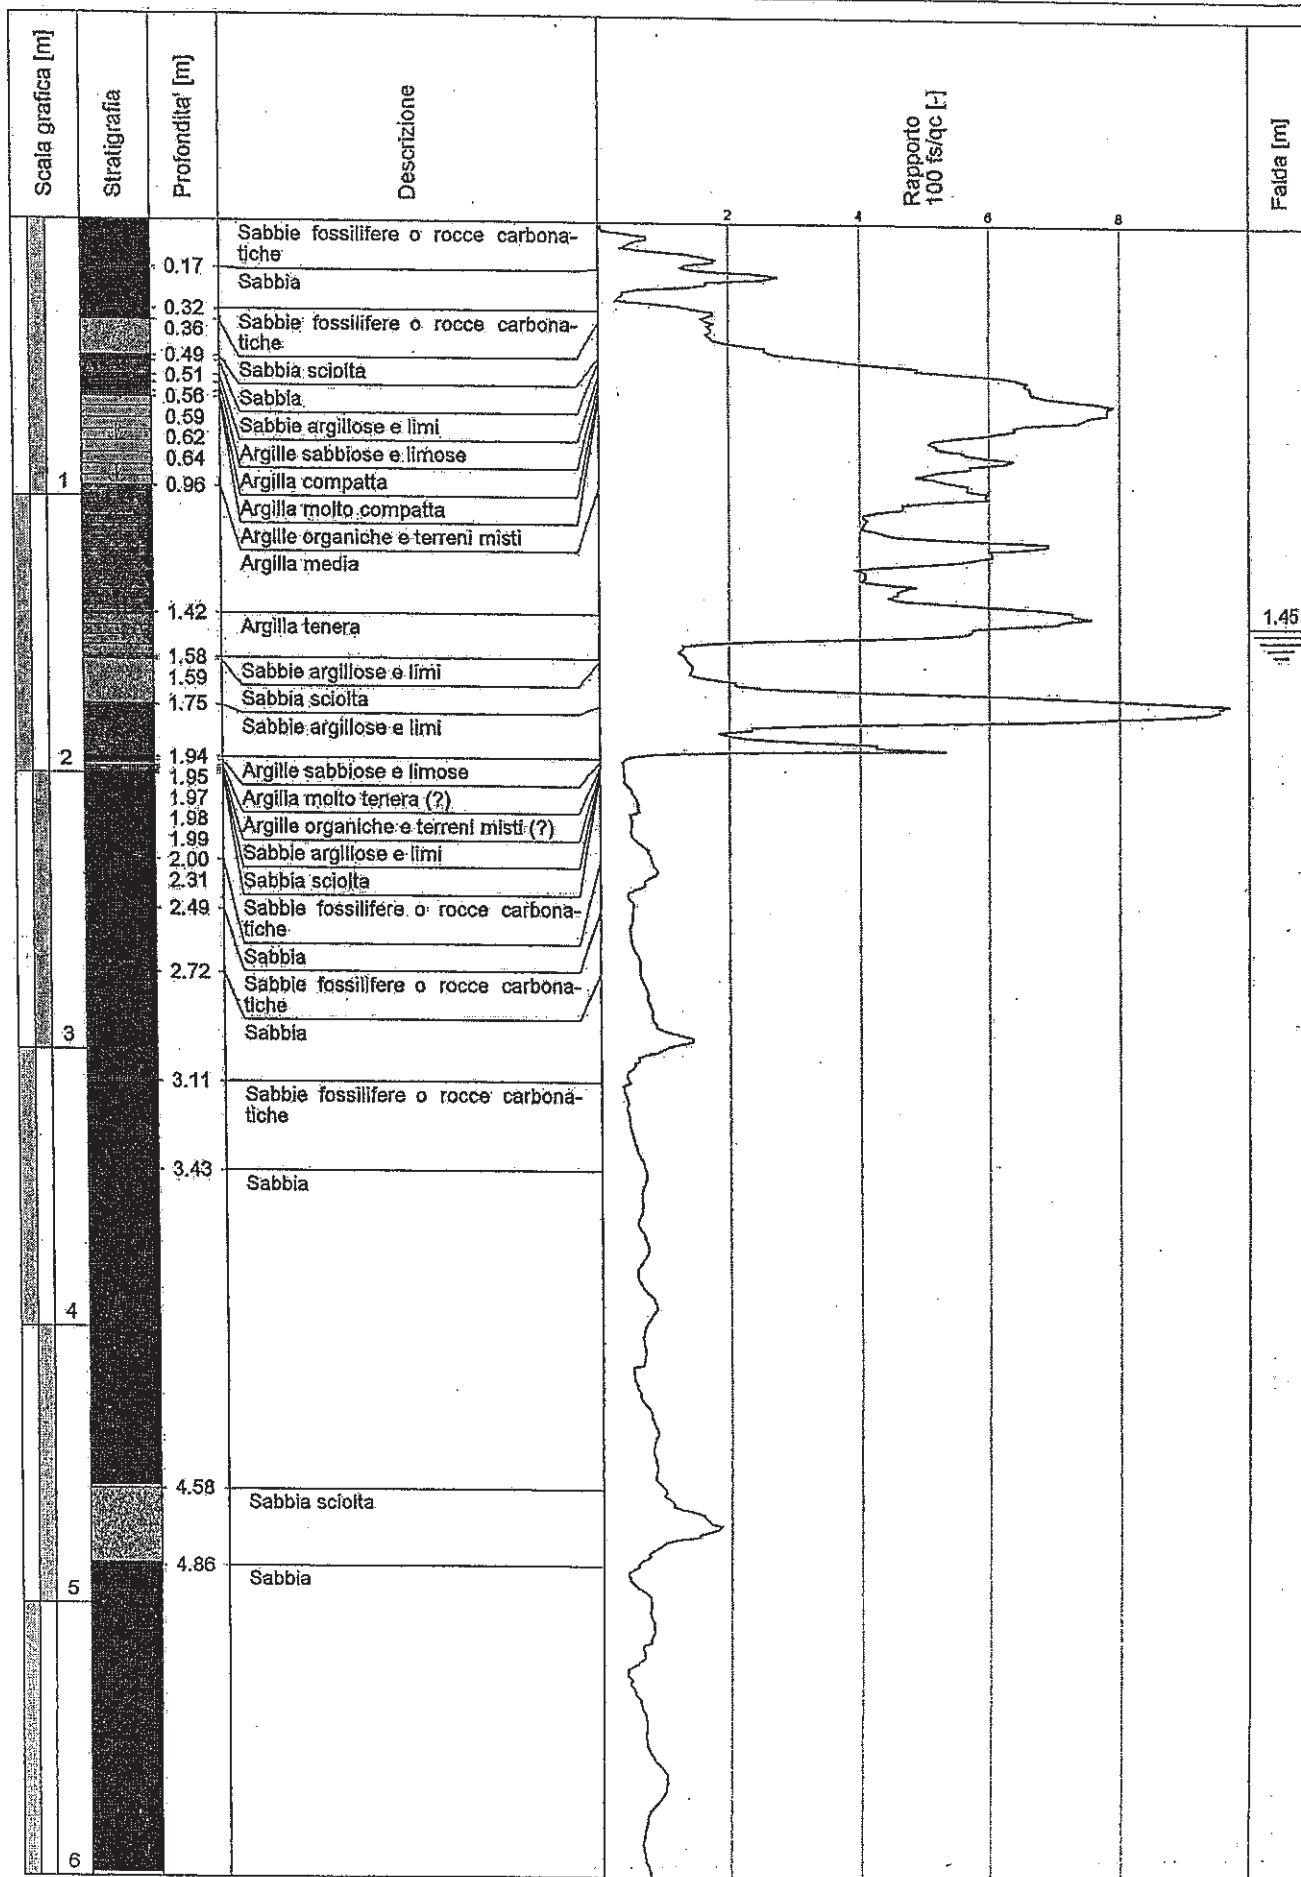 Scala grafica [m]
Stratigrafia
Profondita' [m]
Descrizione
Rapporto
100 fs/qc [-]
Falda [m]
2
4
6
8
Sabbie fossilifere o rocce carbona-
tiche
0.17
Sabbia
0.32
0.36
Sabbie fossilifere o rocce carbona-
tiche
0.49
0.51
Sabbia sciolta
0.56
Sabbia
0.59
Sabbie argillose e limi
0.62
0.64
Argille sabbiose e limose
Argilla compatta
1
0.96
Argilla molto compatta
Argille organiche e terreni misti
Argilla media
1.42
Argilla tenera
1.45
1.58
1.59
Sabbie argillose e limi
1.75
Sabbia sciolta
Sabbie argillose e limi
2
1.94
1.95
Argille sabbiose e limose
1.97
Argilla molto tenera (?)
1.98
Argille organiche e terreni misti (?)
1.99
Sabbie argillose e limi
2.00
2.31
Sabbia sciolta
2.49
Sabbie fossilifere o rocce carbona-
tiche
Sabbia
2.72
Sabbie fossilifere o rocce carbona-
tiche
3
Sabbia
3.11
Sabbie fossilifere o rocce carbona-
tiche
3.43
Sabbia
4
4.58
Sabbia sciolta
4.86
Sabbia
5
6